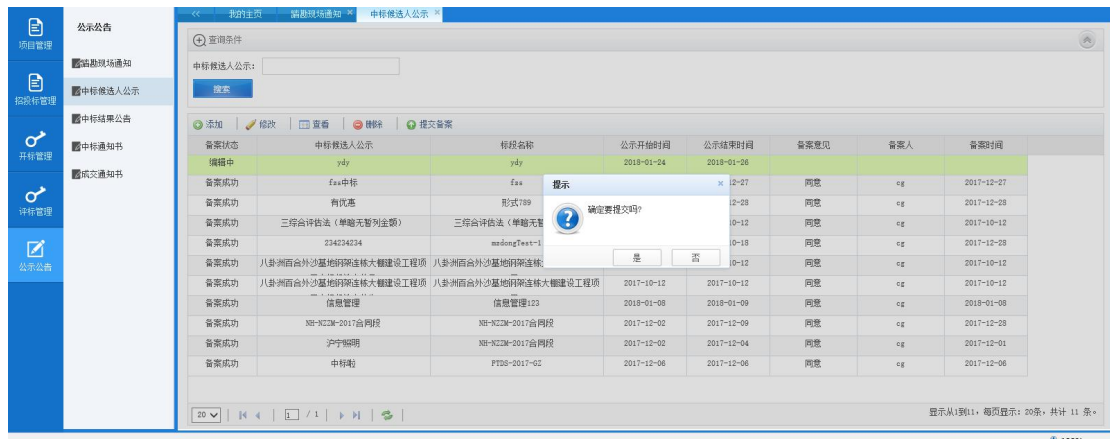 << 我的主页 踏勘现场通知 × 中标候选人公示 ×
项目管理
招投标管理
开标管理
评标管理
公示公告
公示公告
踏勘现场通知
中标候选人公示
中标结果公告
中标通知书
成交通知书
查询条件
中标候选人公示:
搜索
添加 | 修改 | 查看 | 删除 | 提交备案
备案状态 中标候选人公示 标段名称 公示开始时间 公示结束时间 备案意见 备案人 备案时间
编辑中 ydy ydy 2018-01-24 2018-01-26
备案成功 fss中标 fss 12-27 同意 cg 2017-12-27
备案成功 有优惠 形式789 12-28 同意 cg 2017-12-28
备案成功 三综合评估法(单暗无暂列金额) 三综合评估法(单暗无暂 10-12 同意 cg 2017-10-12
备案成功 234234234 msdongTest-1 10-18 同意 cg 2017-12-28
备案成功 八卦洲百合外沙基地钢架连栋大棚建设工程项 八卦洲百合外沙基地钢架连栋 10-12 同意 cg 2017-10-12
备案成功 八卦洲百合外沙基地钢架连栋大棚建设工程项 八卦洲百合外沙基地钢架连栋大棚建设工程项 2017-10-12 2017-10-12 同意 cg 2017-10-12
备案成功 信息管理 信息管理123 2018-01-08 2018-01-09 同意 cg 2018-01-08
备案成功 NH-NZZM-2017合同段 NH-NZZM-2017合同段 2017-12-02 2017-12-09 同意 cg 2017-12-28
备案成功 沪宁照明 NH-NZZM-2017合同段 2017-12-02 2017-12-04 同意 cg 2017-12-01
备案成功 中标啦 PTDS-2017-GZ 2017-12-06 2017-12-06 同意 cg 2017-12-06
提示 ×
确定要提交吗?
是 否
20 1 / 1
显示从1到11,每页显示:20条,共计 11 条。